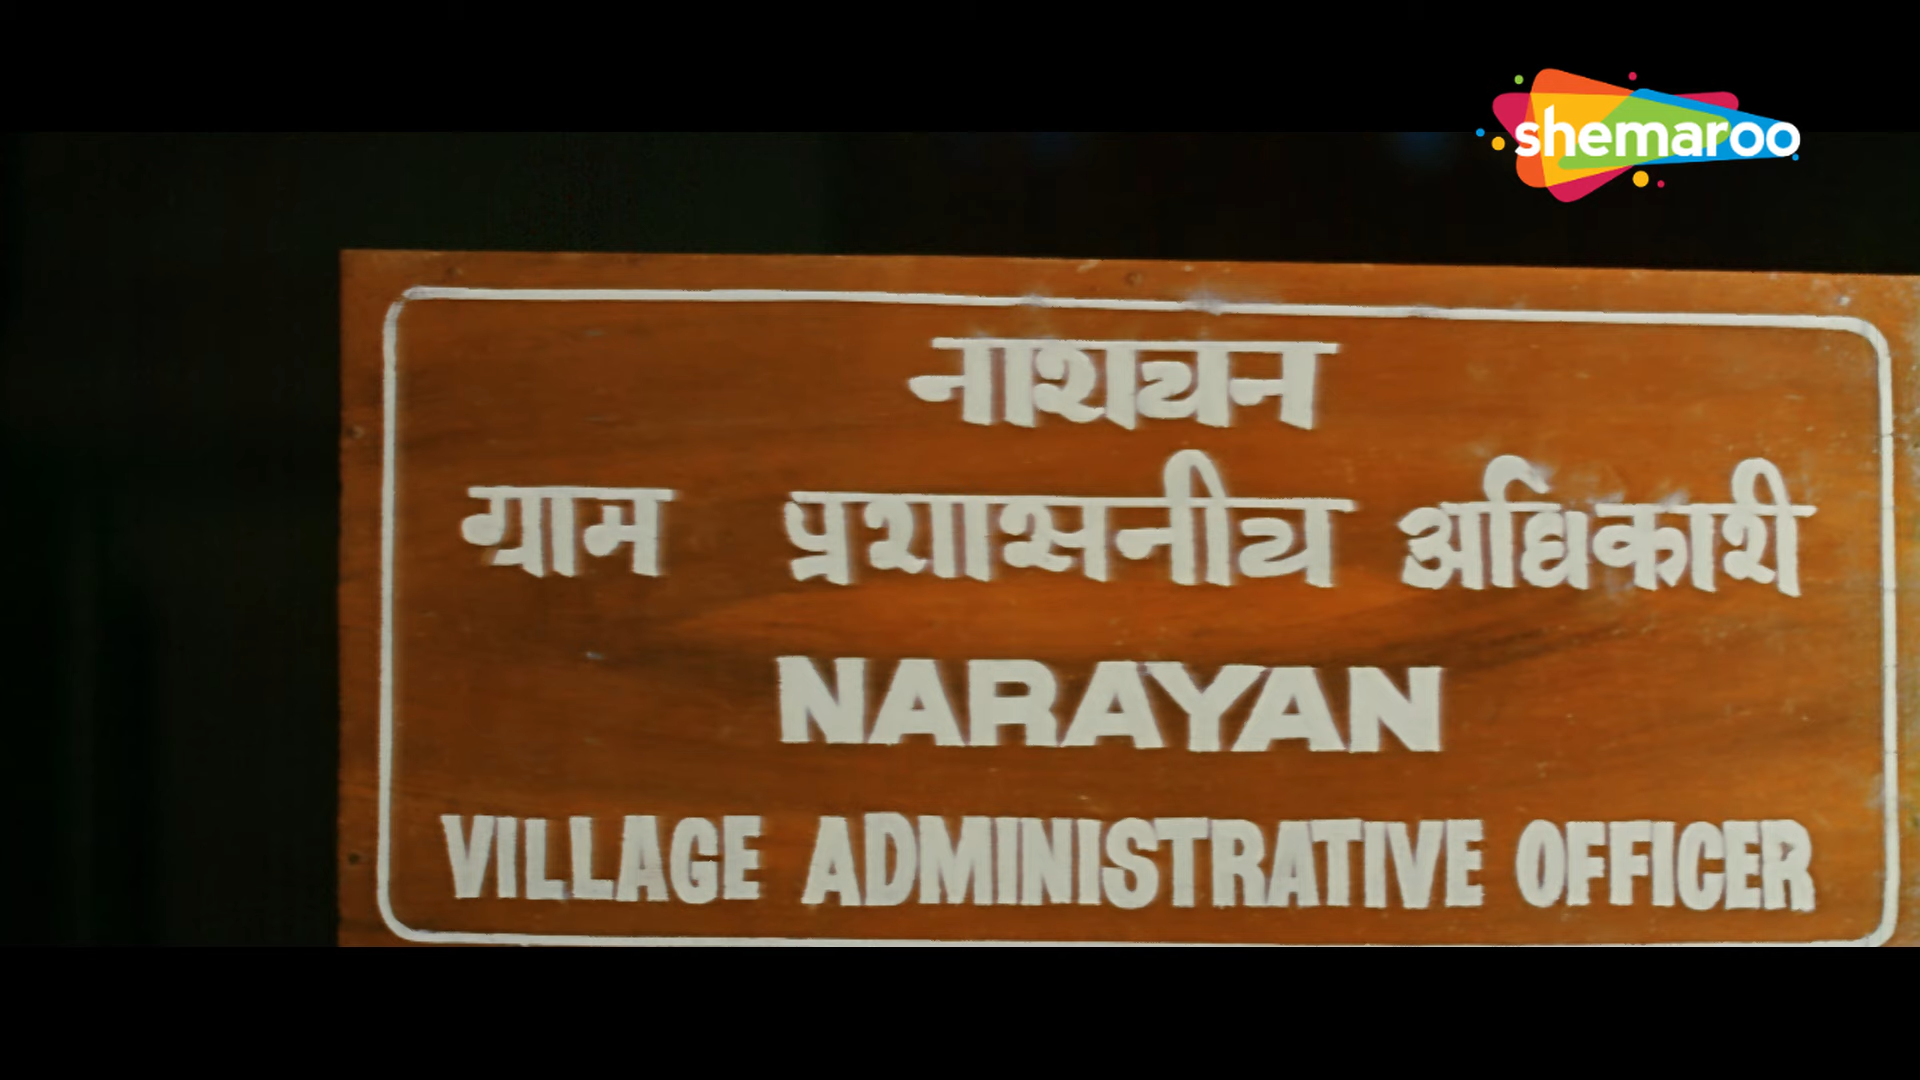 shemaroo
नारायन
ग्राम प्रशासनीय अधिकारी
NARAYAN
VILLAGE ADMINISTRATIVE OFFICER